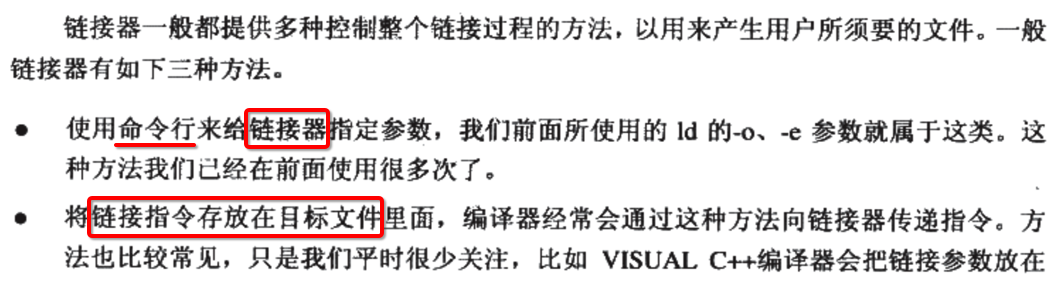 链接器一般都提供多种控制整个链接过程的方法，以用来产生用户所须要的文件。一般
链接器有如下三种方法。
● 使用命令行来给链接器指定参数，我们前面所使用的 ld 的-o、-e 参数就属于这类。这
种方法我们已经在前面使用很多次了。
● 将链接指令存放在目标文件里面，编译器经常会通过这种方法向链接器传递指令。方
法也比较常见，只是我们平时很少关注，比如 VISUAL C++编译器会把链接参数放在